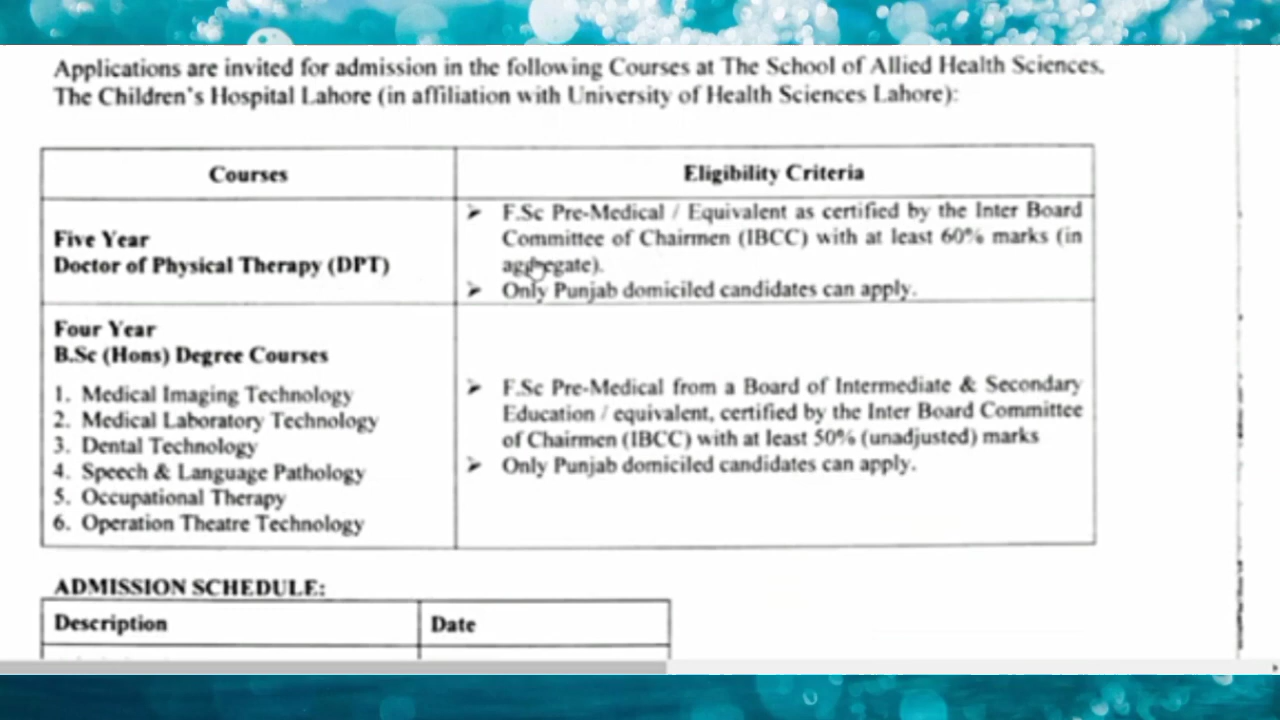 Applications are invited for admission in the following Courses at The School of Allied Health Sciences,
The Children's Hospital Lahore (in affiliation with University of Health Sciences Lahore):
Courses
Eligibility Criteria
Five Year
Doctor of Physical Therapy (DPT)
➤ F.Sc Pre-Medical / Equivalent as certified by the Inter Board
Committee of Chairmen (IBCC) with at least 60% marks (in
aggregate).
➤ Only Punjab domiciled candidates can apply.
Four Year
B.Sc (Hons) Degree Courses
1. Medical Imaging Technology
2. Medical Laboratory Technology
3. Dental Technology
4. Speech & Language Pathology
5. Occupational Therapy
6. Operation Theatre Technology
➤ F.Sc Pre-Medical from a Board of Intermediate & Secondary
Education / equivalent, certified by the Inter Board Committee
of Chairmen (IBCC) with at least 50% (unadjusted) marks
➤ Only Punjab domiciled candidates can apply.
ADMISSION SCHEDULE:
Description
Date